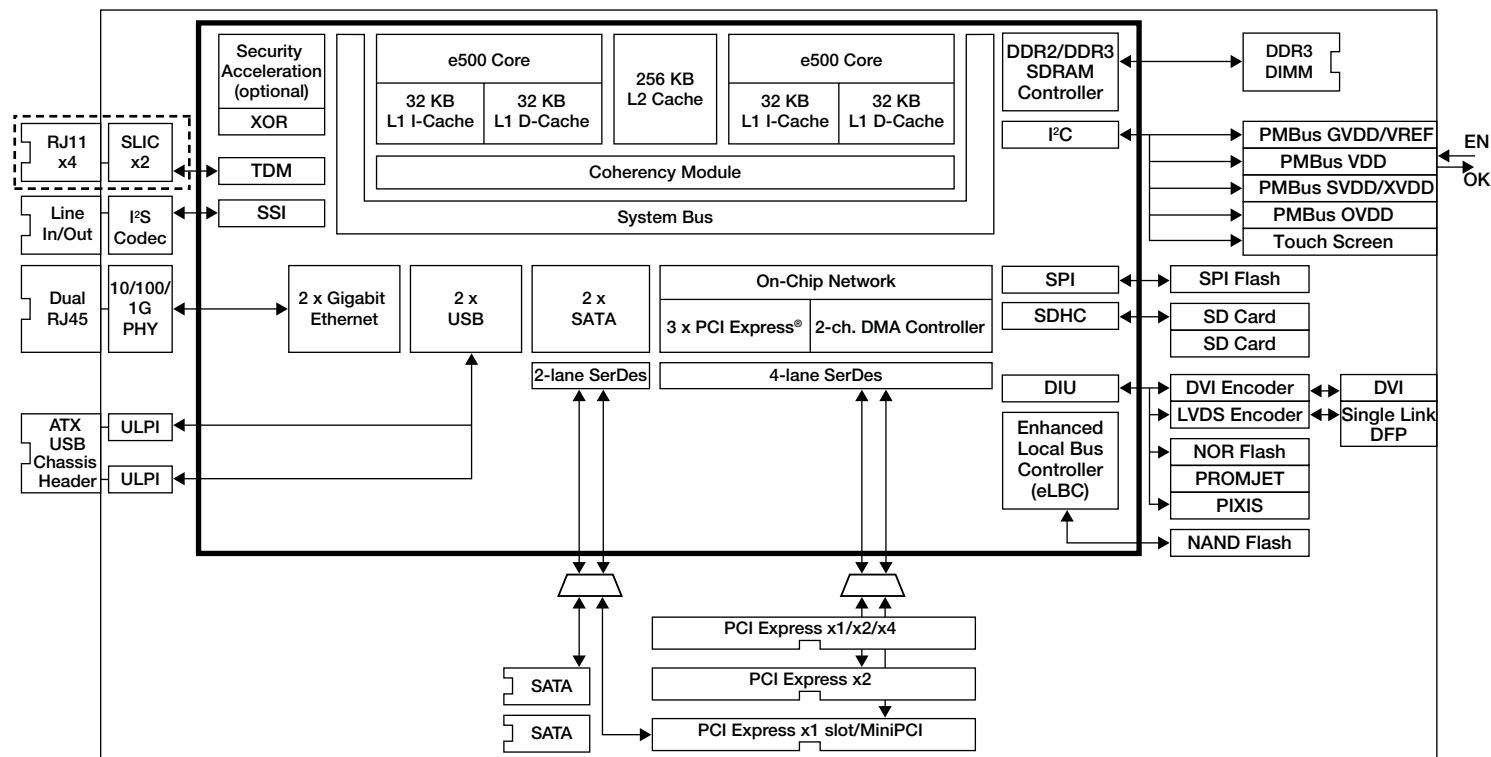 Security
Acceleration
(optional)
XOR
TDM
SSI
e500 Core
32 KB
L1 I-Cache
32 KB
L1 D-Cache
256 KB
L2 Cache
e500 Core
32 KB
L1 I-Cache
32 KB
L1 D-Cache
Coherency Module
System Bus
DDR2/DDR3
SDRAM
Controller
I²C
DDR3
DIMM
RJ11
x4
SLIC
x2
Line
In/Out
I²S
Codec
Dual
RJ45
10/100/
1G
PHY
PMBus GVDD/VREF
PMBus VDD
PMBus SVDD/XVDD
PMBus OVDD
Touch Screen
EN
OK
2 x Gigabit
Ethernet
2 x
USB
2 x
SATA
On-Chip Network
3 x PCI Express®
2-ch. DMA Controller
2-lane SerDes
4-lane SerDes
SPI
SDHC
SPI Flash
SD Card
SD Card
DIU
DVI Encoder
LVDS Encoder
DVI
Single Link
DFP
Enhanced
Local Bus
Controller
(eLBC)
NOR Flash
PROMJET
PIXIS
NAND Flash
ATX
USB
Chassis
Header
ULPI
ULPI
PCI Express x1/x2/x4
PCI Express x2
PCI Express x1 slot/MiniPCI
SATA
SATA